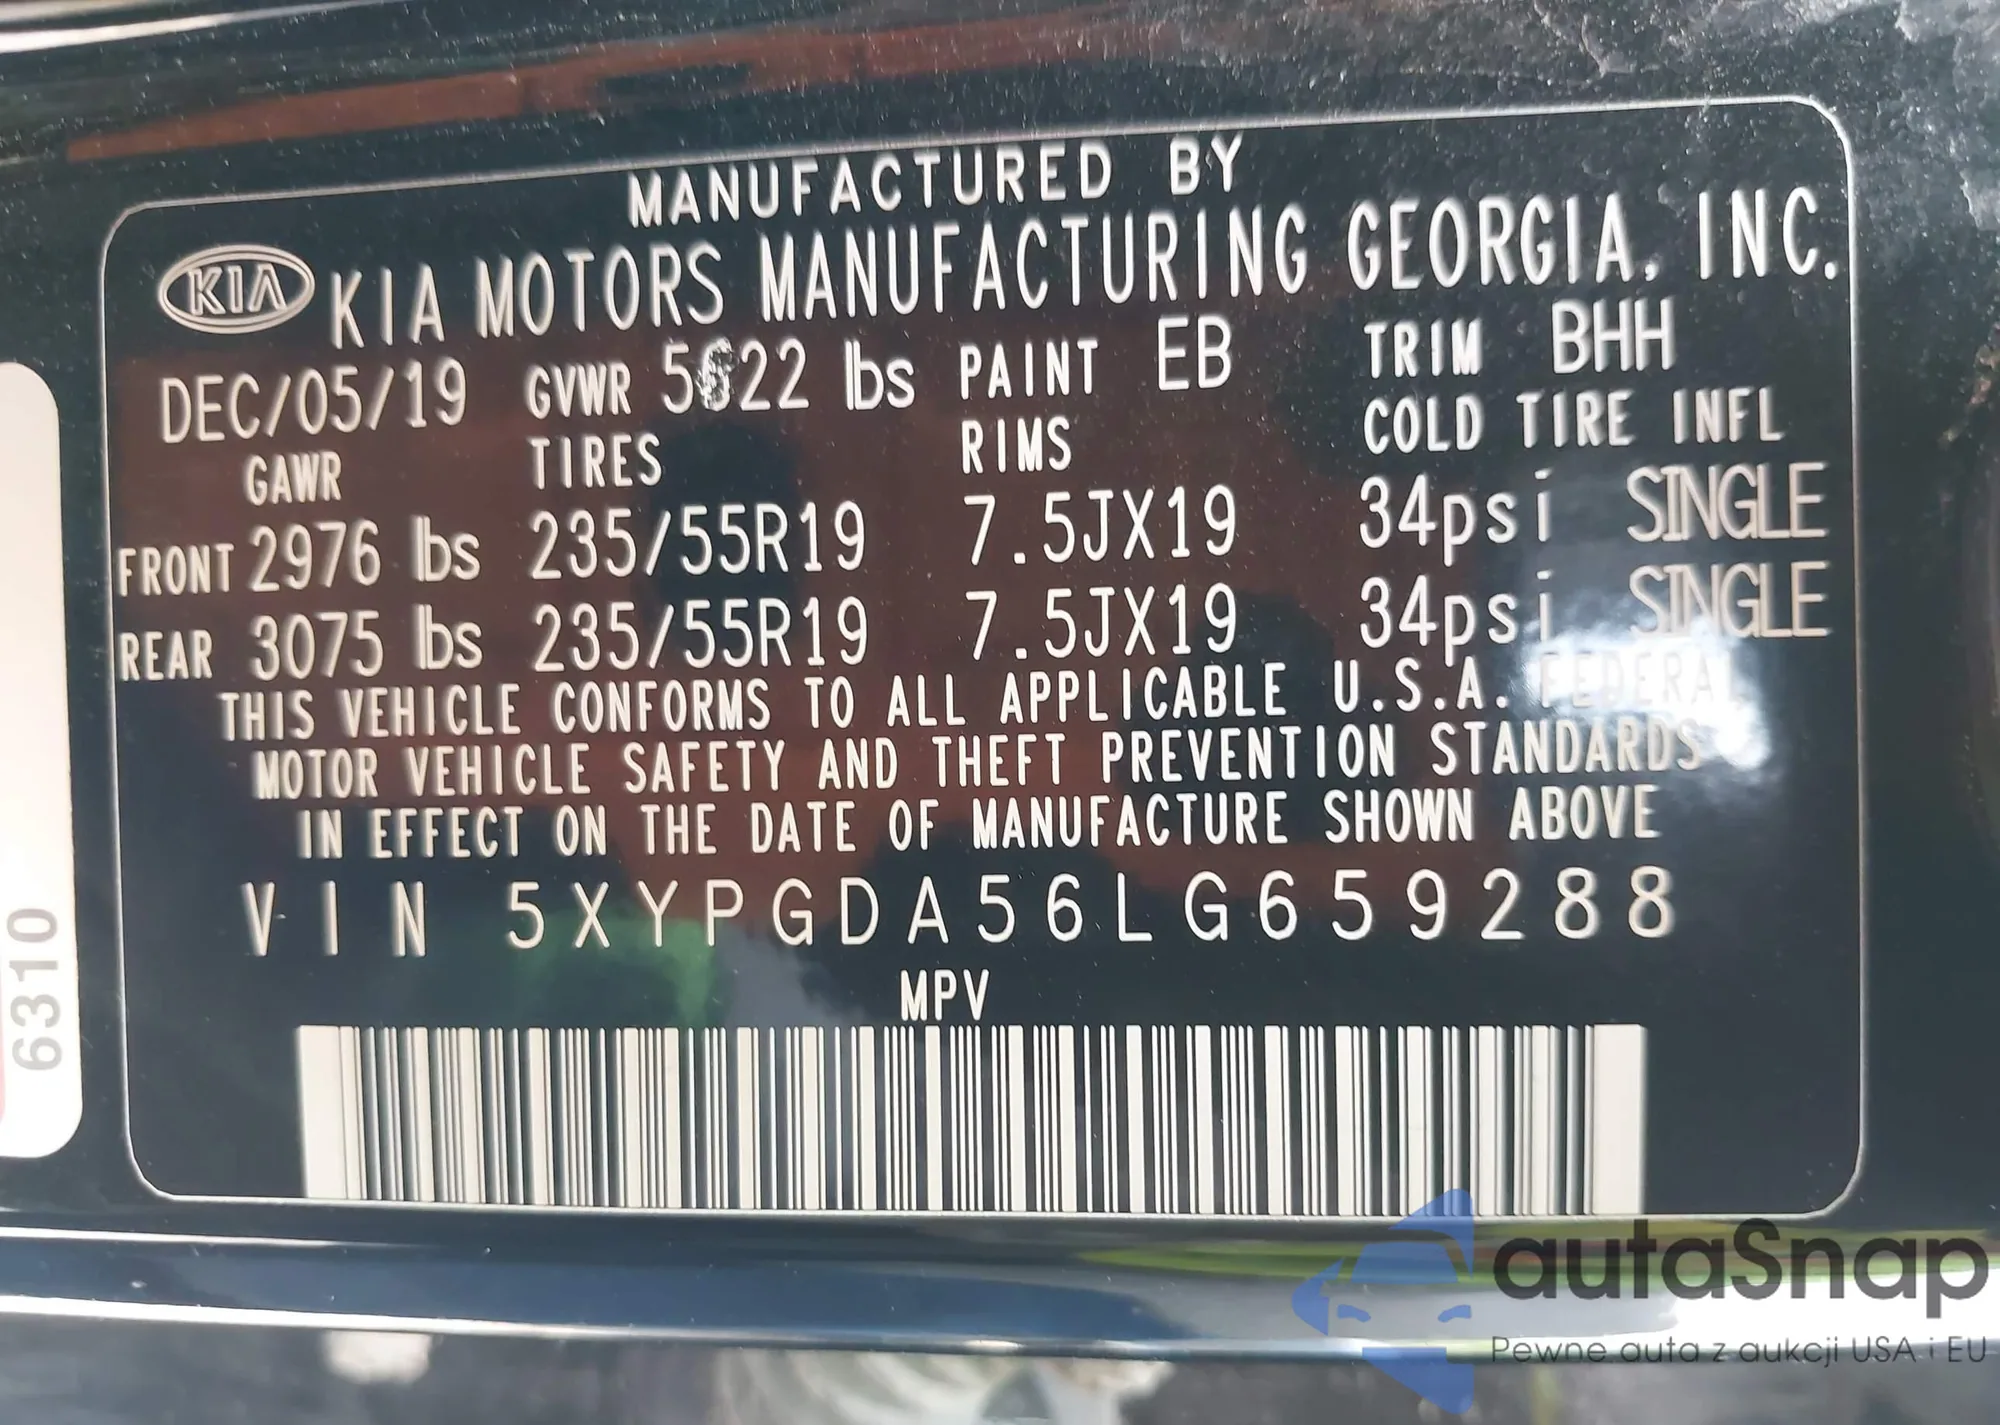 MANUFACTURED BY
KIA KIA MOTORS MANUFACTURING GEORGIA, INC.
DEC/05/19 GVWR lbs PAINT EB TRIM BHH
GAWR TIRES RIMS COLD TIRE INFL
FRONT 2976 lbs 235/55R19 7.5JX19 34psi SINGLE
REAR 3075 lbs 235/55R19 7.5JX19 34psi SINGLE
THIS VEHICLE CONFORMS TO ALL APPLICABLE U.S.A. FEDERAL
MOTOR VEHICLE SAFETY AND THEFT PREVENTION STANDARDS
IN EFFECT ON THE DATE OF MANUFACTURE SHOWN ABOVE
VIN 5XYPGDA56LG659288
MPV
6310
autaSnap
Pewne auta z aukcji USA i EU